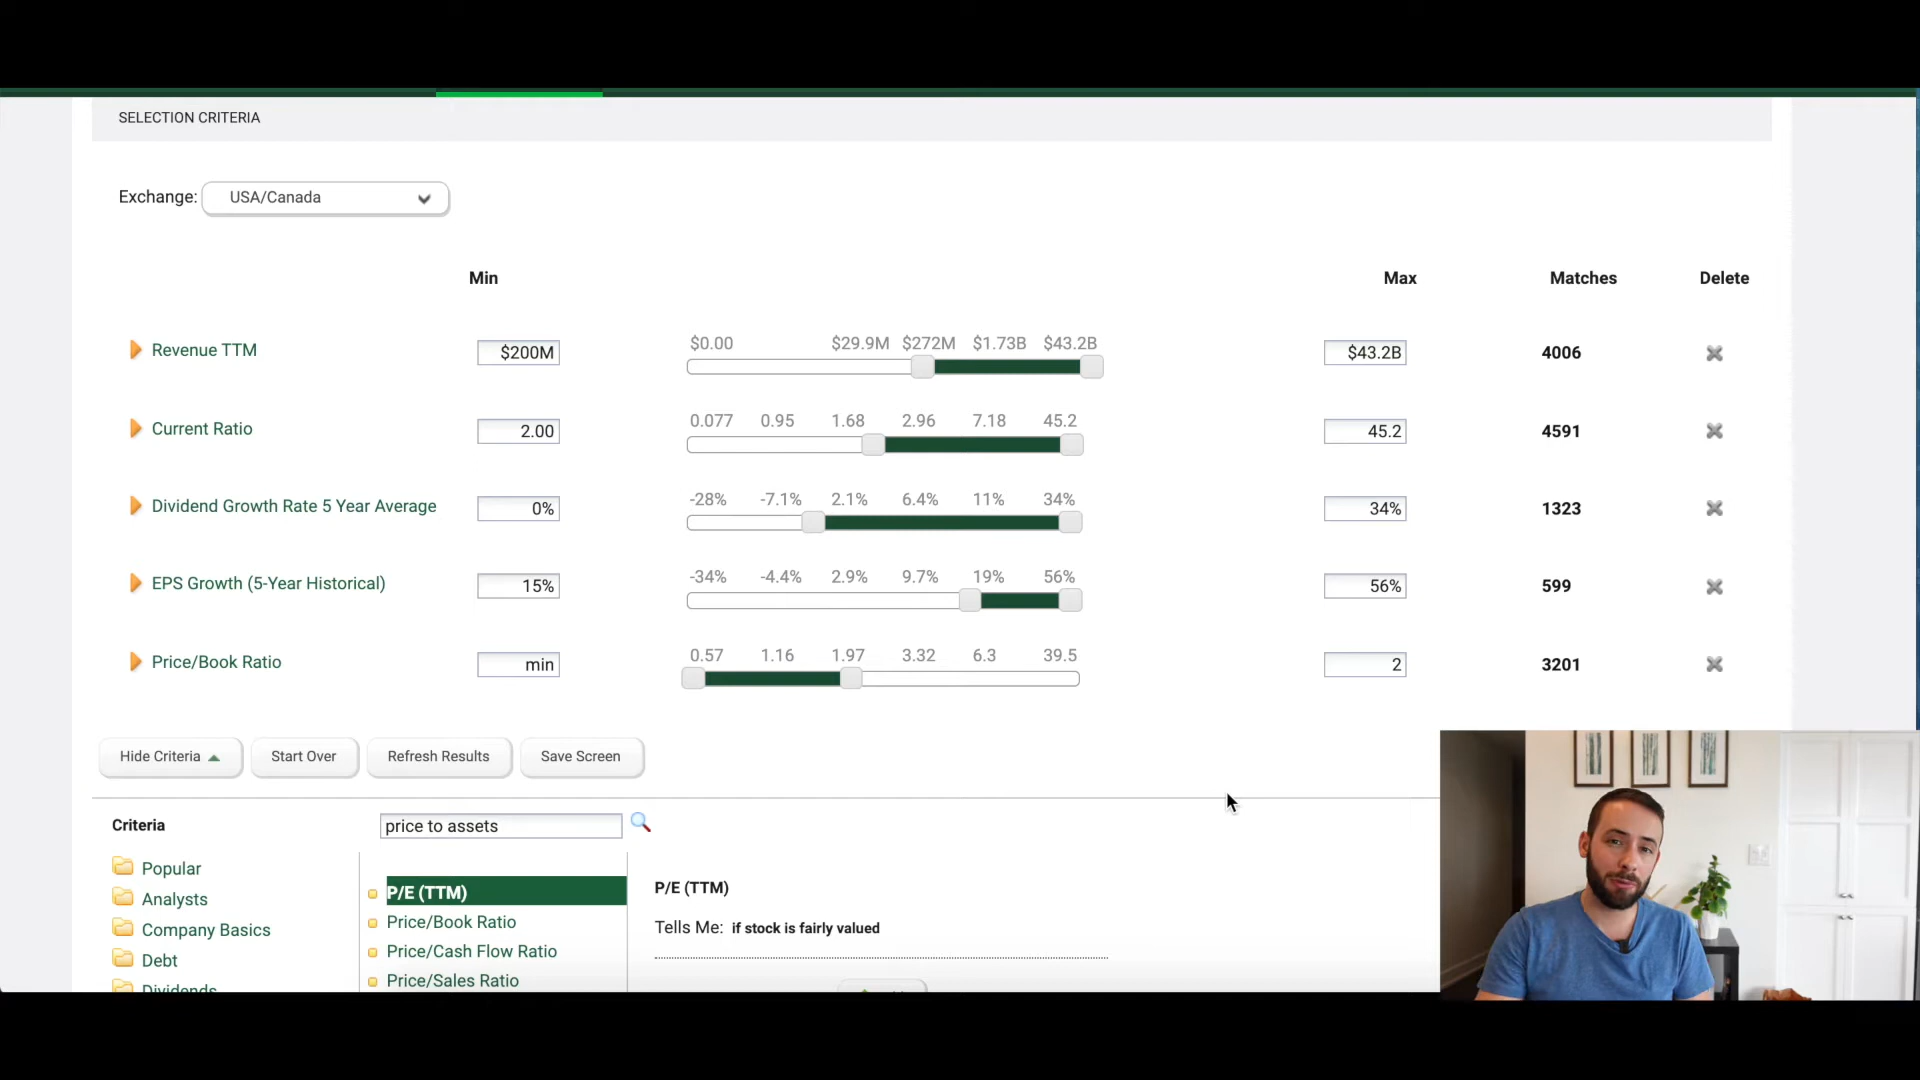 SELECTION CRITERIA
Exchange: USA/Canada
Min Max Matches Delete
$0.00 $29.9M $272M $1.73B $43.2B
Revenue TTM $200M $43.2B 4006
0.077 0.95 1.68 2.96 7.18 45.2
Current Ratio 2.00 45.2 4591
-28% -7.1% 2.1% 6.4% 11% 34%
Dividend Growth Rate 5 Year Average 0% 34% 1323
-34% -4.4% 2.9% 9.7% 19% 56%
EPS Growth (5-Year Historical) 15% 56% 599
0.57 1.16 1.97 3.32 6.3 39.5
Price/Book Ratio min 2 3201
Hide Criteria Start Over Refresh Results Save Screen
Criteria price to assets
Popular
Analysts
Company Basics
Debt
Dividends
P/E (TTM)
Price/Book Ratio
Price/Cash Flow Ratio
Price/Sales Ratio
P/E (TTM)
Tells Me: if stock is fairly valued